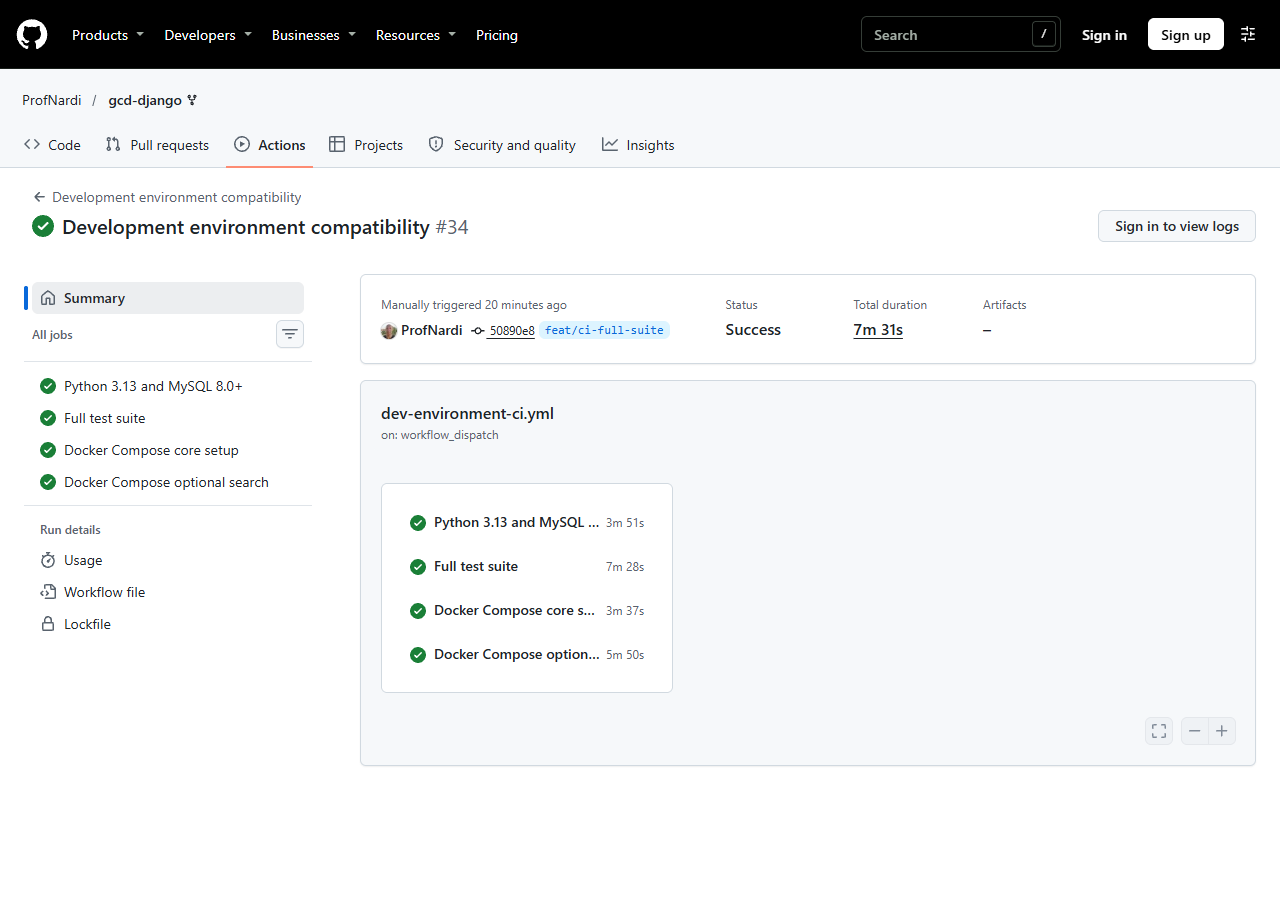 Products Developers Businesses Resources Pricing Search / Sign in Sign up
ProfNardi / gcd-django
Code Pull requests Actions Projects Security and quality Insights
Development environment compatibility
Development environment compatibility #34
Sign in to view logs
Summary
All jobs
Python 3.13 and MySQL 8.0+
Full test suite
Docker Compose core setup
Docker Compose optional search
Run details
Usage
Workflow file
Lockfile
Manually triggered 20 minutes ago
ProfNardi 50890e8 feat/ci-full-suite
Status
Success
Total duration
7m 31s
Artifacts
–
dev-environment-ci.yml
on: workflow_dispatch
Python 3.13 and MySQL ... 3m 51s
Full test suite 7m 28s
Docker Compose core s... 3m 37s
Docker Compose option... 5m 50s